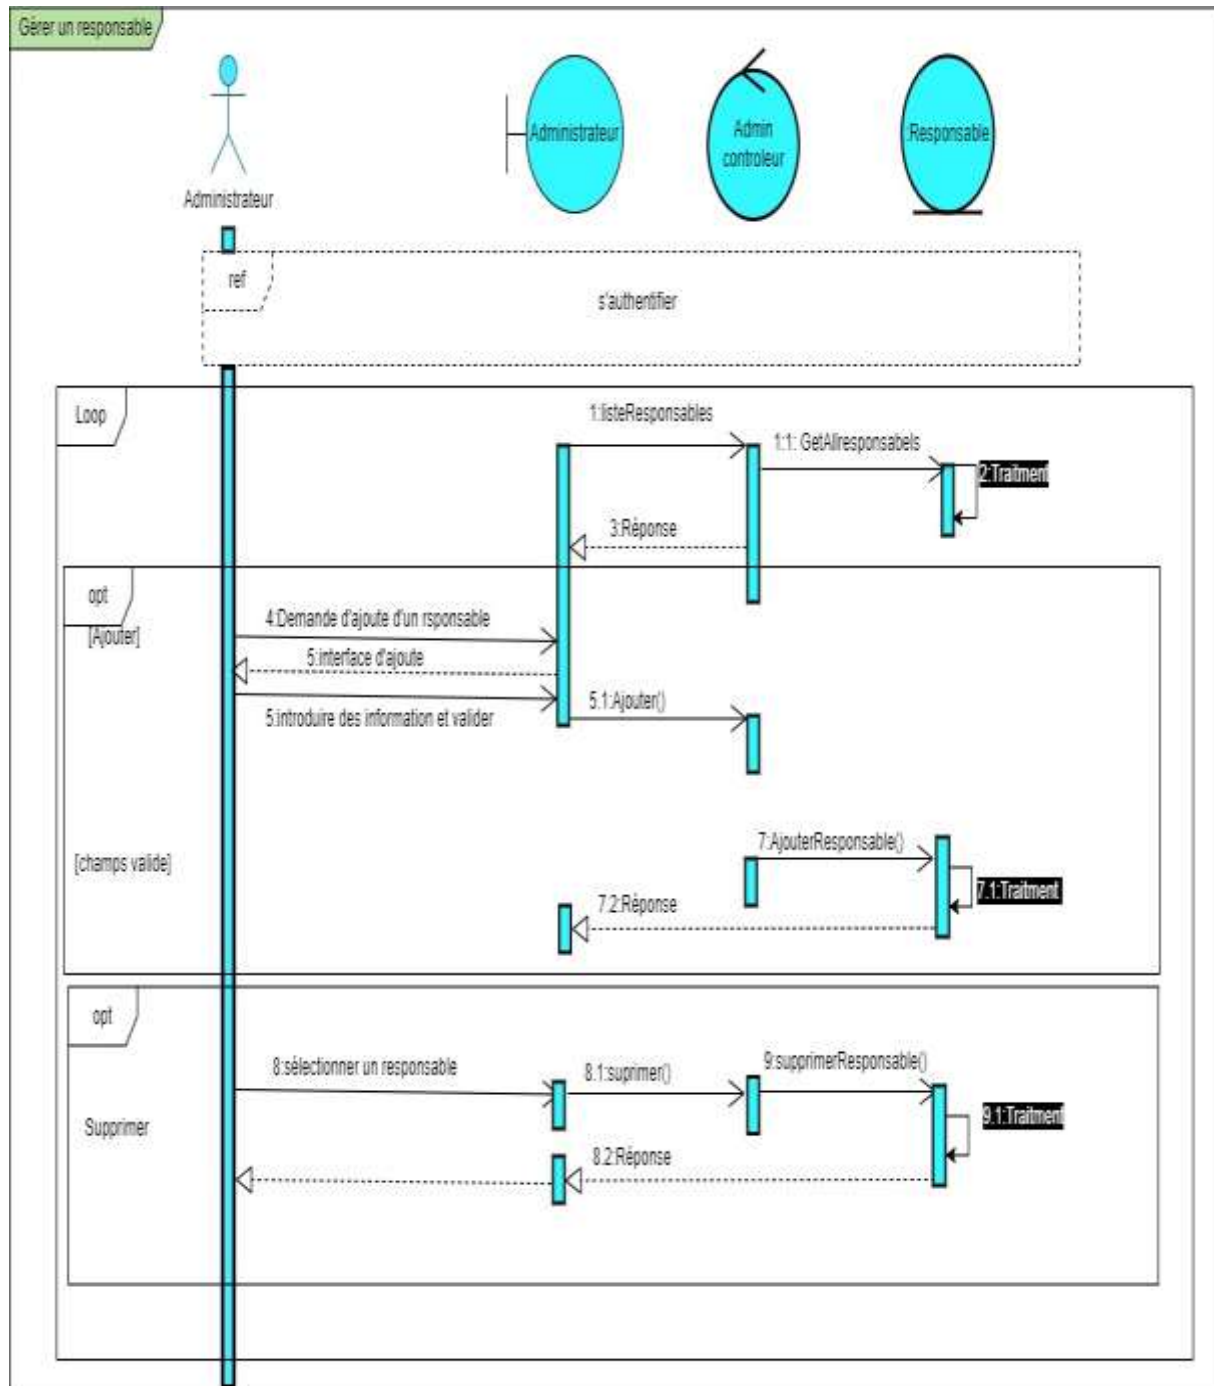 Gérer un responsable
Administrateur
Administrateur
Admin
controleur
:Responsable
ref
s'authentifier
Loop
1:listeResponsables
1:1: GetAllresponsabels
2:Traitment
3:Réponse
opt
[Ajouter]
4:Demande d'ajoute d'un rsponsable
5:interface d'ajoute
5:introduire des information et valider
5.1:Ajouter()
[champs valide]
7:AjouterResponsable()
7.1:Traitment
7.2:Réponse
opt
8:sélectionner un responsable
8.1:suprimer()
9:supprimerResponsable()
Supprimer
9.1:Traitment
8.2:Réponse